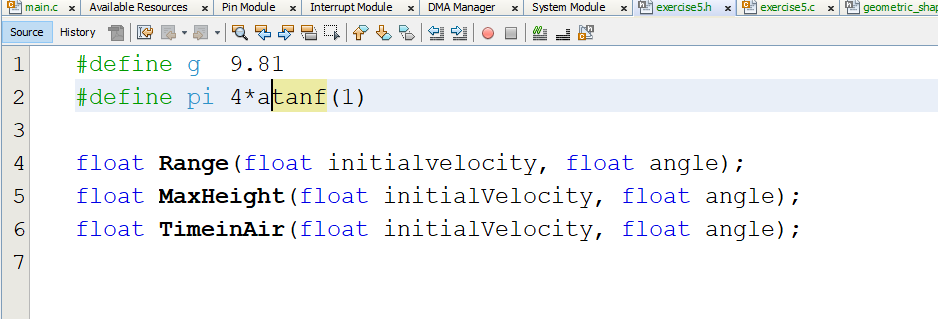 main.c Available Resources Pin Module Interrupt Module DMA Manager System Module exercise5.h exercise5.c geometric_shap
Source History
1 #define g  9.81
2 #define pi 4*atanf(1)
3
4 float Range(float initialvelocity, float angle);
5 float MaxHeight(float initialVelocity, float angle);
6 float TimeinAir(float initialVelocity, float angle);
7